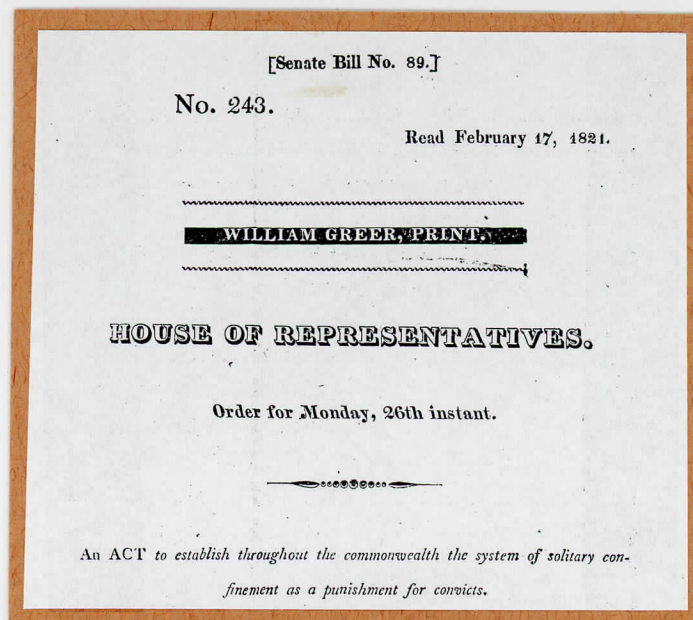 [Senate Bill No. 89.]
No. 243.
Read February 17, 1821.
WILLIAM GREER, PRINT.
HOUSE OF REPRESENTATIVES.
Order for Monday, 26th instant.
An ACT to establish throughout the commonwealth the system of solitary con-
finement as a punishment for convicts.